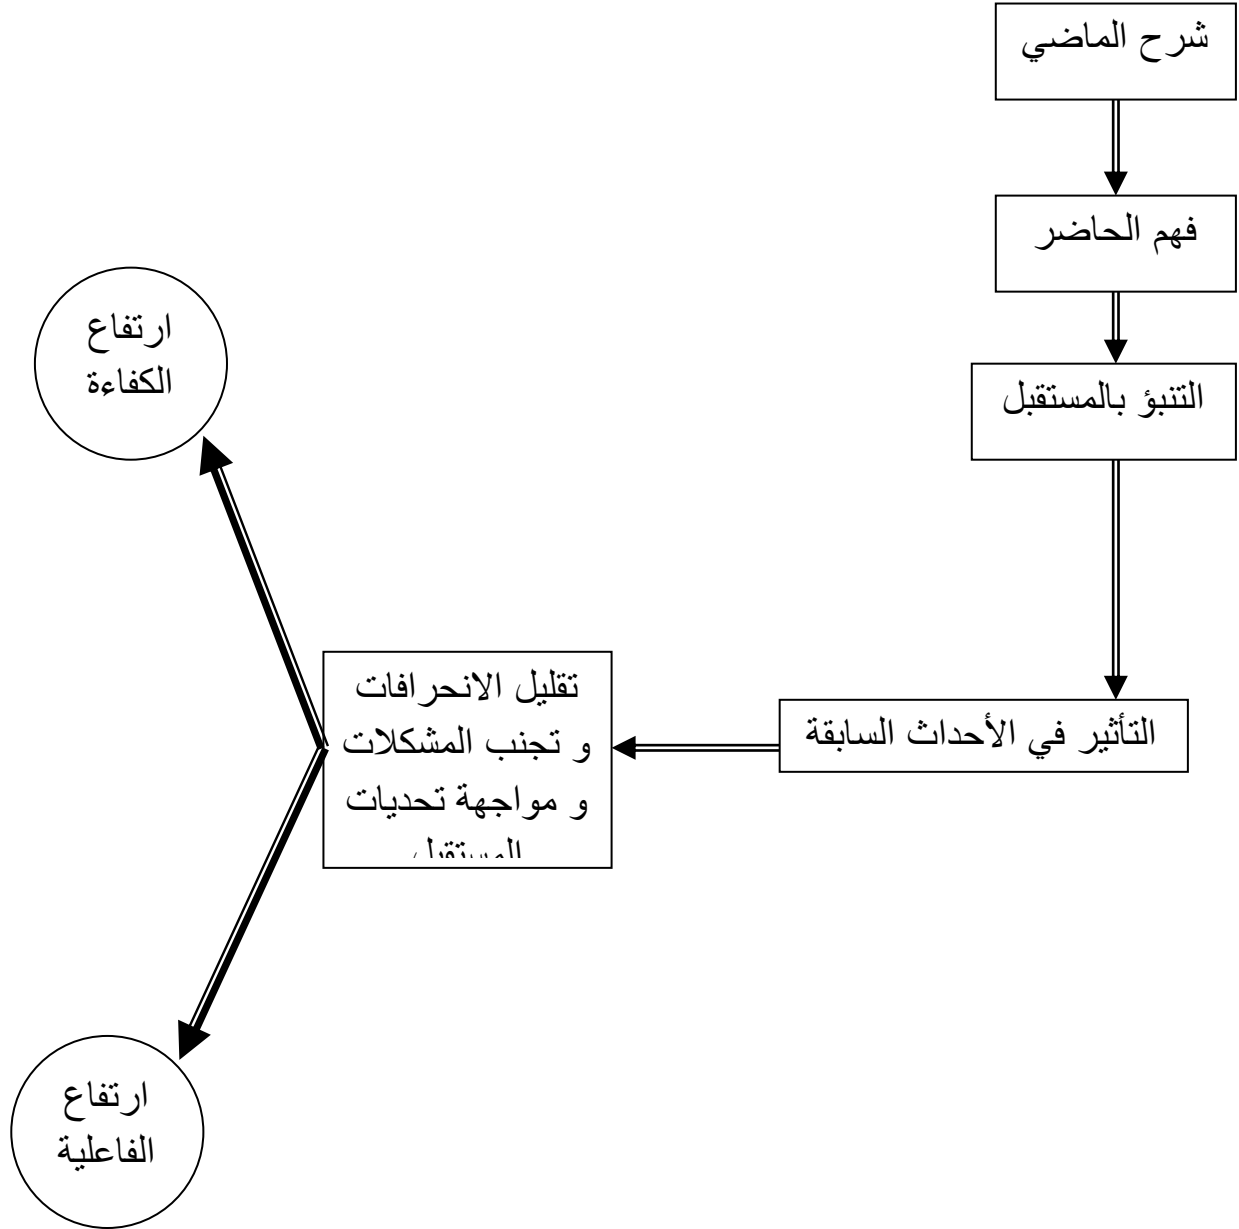 شرح الماضي
فهم الحاضر
التنبؤ بالمستقبل
التأثير في الأحداث السابقة
تقليل الانحرافات
و تجنب المشكلات
و مواجهة تحديات
المستقبل
ارتفاع
الكفاءة
ارتفاع
الفاعلية